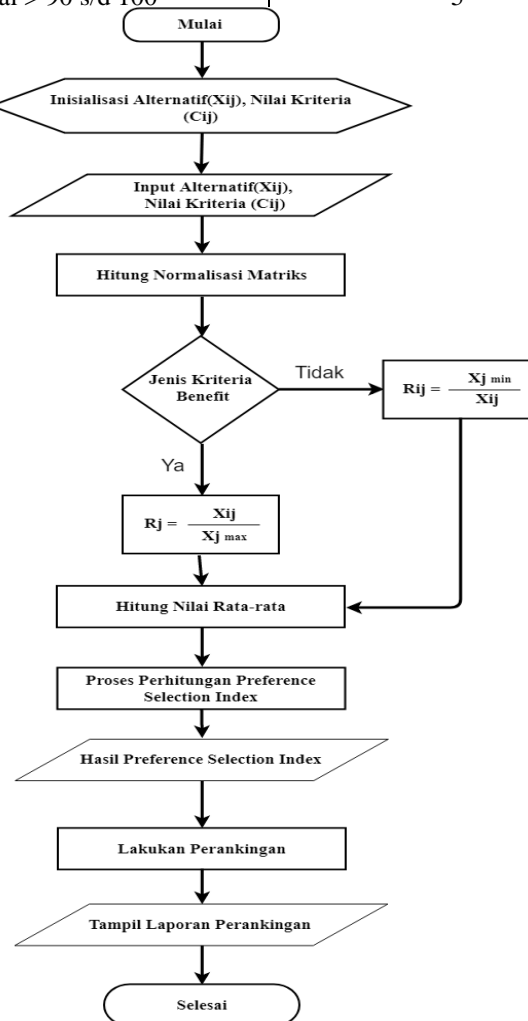 > 90 s/d 100
Mulai
Inisialisasi Alternatif(Xij), Nilai Kriteria
(Cij)
Input Alternatif(Xij),
Nilai Kriteria (Cij)
Hitung Normalisasi Matriks
Jenis Kriteria
Benefit
Tidak
Rij = Xj min
Xij
Ya
Rj = Xij
Xj max
Hitung Nilai Rata-rata
Proses Perhitungan Preference
Selection Index
Hasil Preference Selection Index
Lakukan Perankingan
Tampil Laporan Perankingan
Selesai